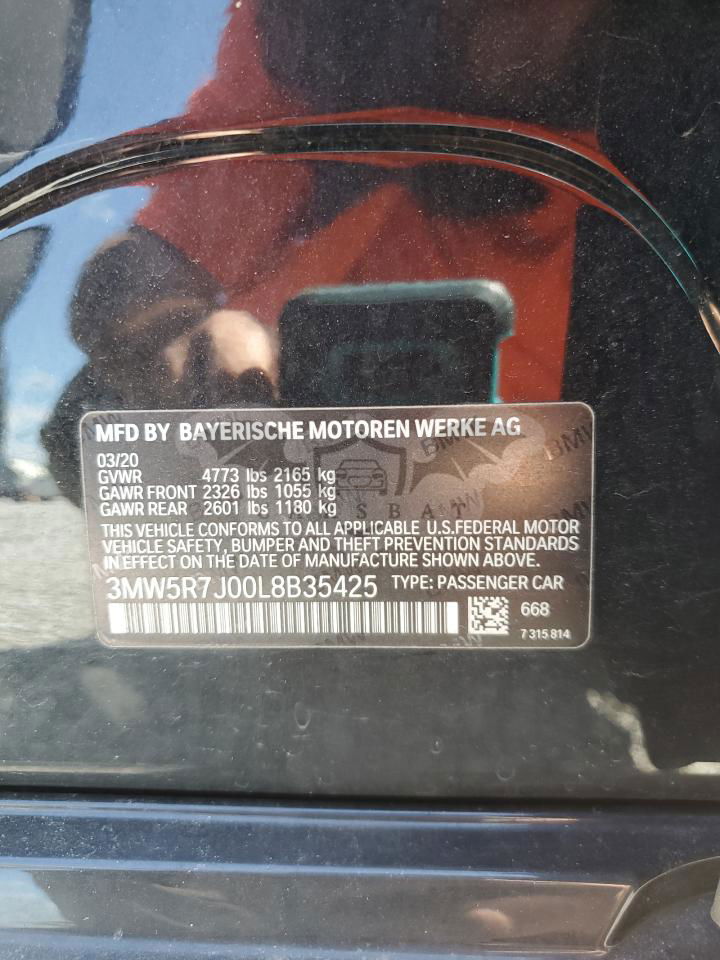 MFD BY BAYERISCHE MOTOREN WERKE AG
03/20
GVWR 4773 lbs 2165 kg
GAWR FRONT 2326 lbs 1055 kg
GAWR REAR 2601 lbs 1180 kg
THIS VEHICLE CONFORMS TO ALL APPLICABLE U.S.FEDERAL MOTOR
VEHICLE SAFETY, BUMPER AND THEFT PREVENTION STANDARDS
IN EFFECT ON THE DATE OF MANUFACTURE SHOWN ABOVE.
3MW5R7J00L8B35425 TYPE: PASSENGER CAR
668
7 315 814